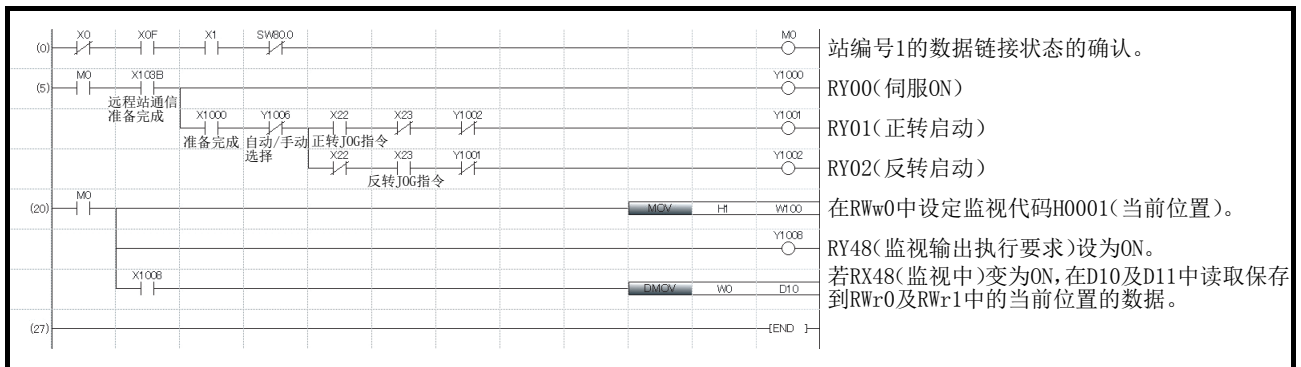 X0 X0F X1 SW80.0 M0
(0) 站编号1的数据链接状态的确认。
M0 X103B Y1000
(5) RY00(伺服ON)
远程站通信
准备完成
X1000 Y1006 X22 X23 Y1002 Y1001
RY01(正转启动)
准备完成 自动/手动 正转JOG指令
选择
X22 X23 Y1001 Y1002
RY02(反转启动)
反转JOG指令
M0
(20) MOV H1 W100 在RWw0中设定监视代码H0001(当前位置)。
Y1008
RY48(监视输出执行要求)设为ON。
X1008
DMOV W0 D10
若RX48(监视中)变为ON,在D10及D11中读取保存
到RWr0及RWr1中的当前位置的数据。
(27) [END ]